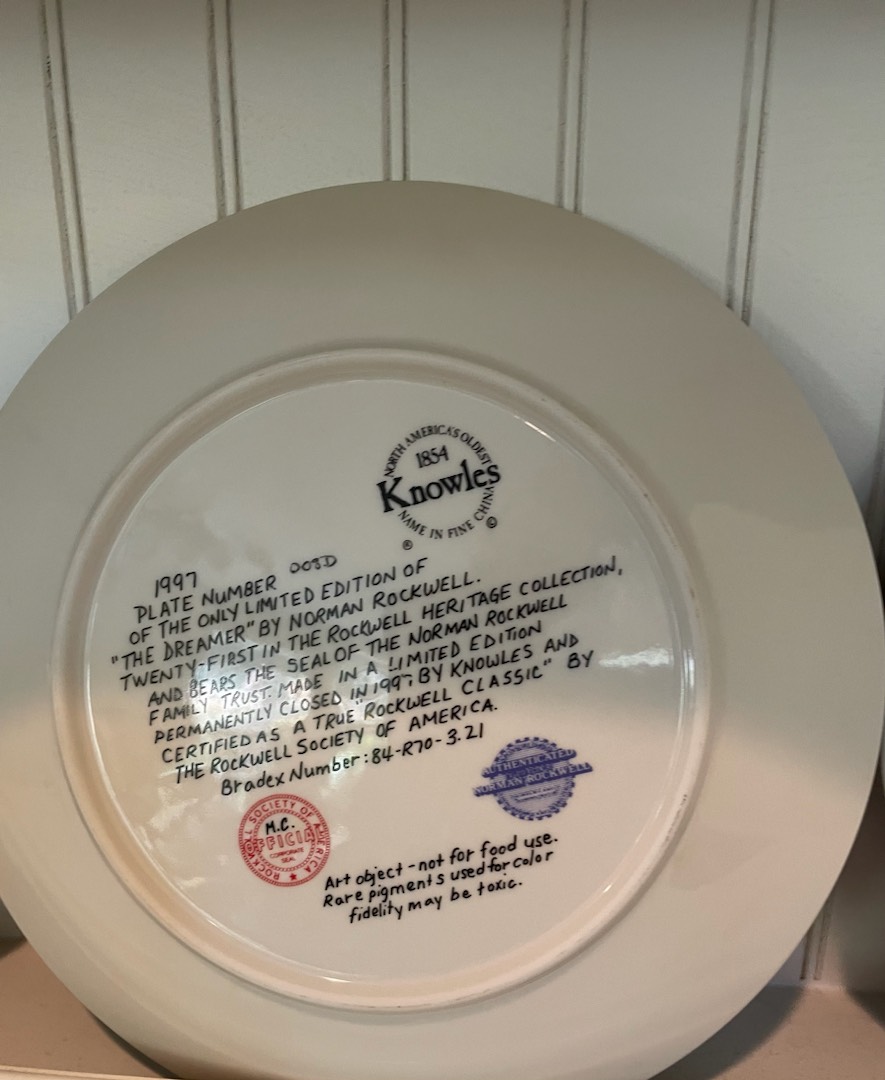 NORTH AMERICA'S OLDEST
1854
Knowles
NAME IN FINE CHINA
©
®
1997
PLATE NUMBER 008D
OF THE ONLY LIMITED EDITION OF
"THE DREAMER" BY NORMAN ROCKWELL.
TWENTY-FIRST IN THE ROCKWELL HERITAGE COLLECTION,
AND BEARS THE SEAL OF THE NORMAN ROCKWELL
FAMILY TRUST. MADE IN A LIMITED EDITION
PERMANENTLY CLOSED IN 1997 BY KNOWLES AND
CERTIFIED AS A TRUE "ROCKWELL CLASSIC" BY
THE ROCKWELL SOCIETY OF AMERICA.
Bradex Number: 84-R70-3.21
AUTHENTICATED
NORMAN ROCKWELL
ROCKWELL SOCIETY OF AMERICA
M.C.
OFFICIAL
CORPORATE
SEAL
Art object - not for food use.
Rare pigments used for color
fidelity may be toxic.